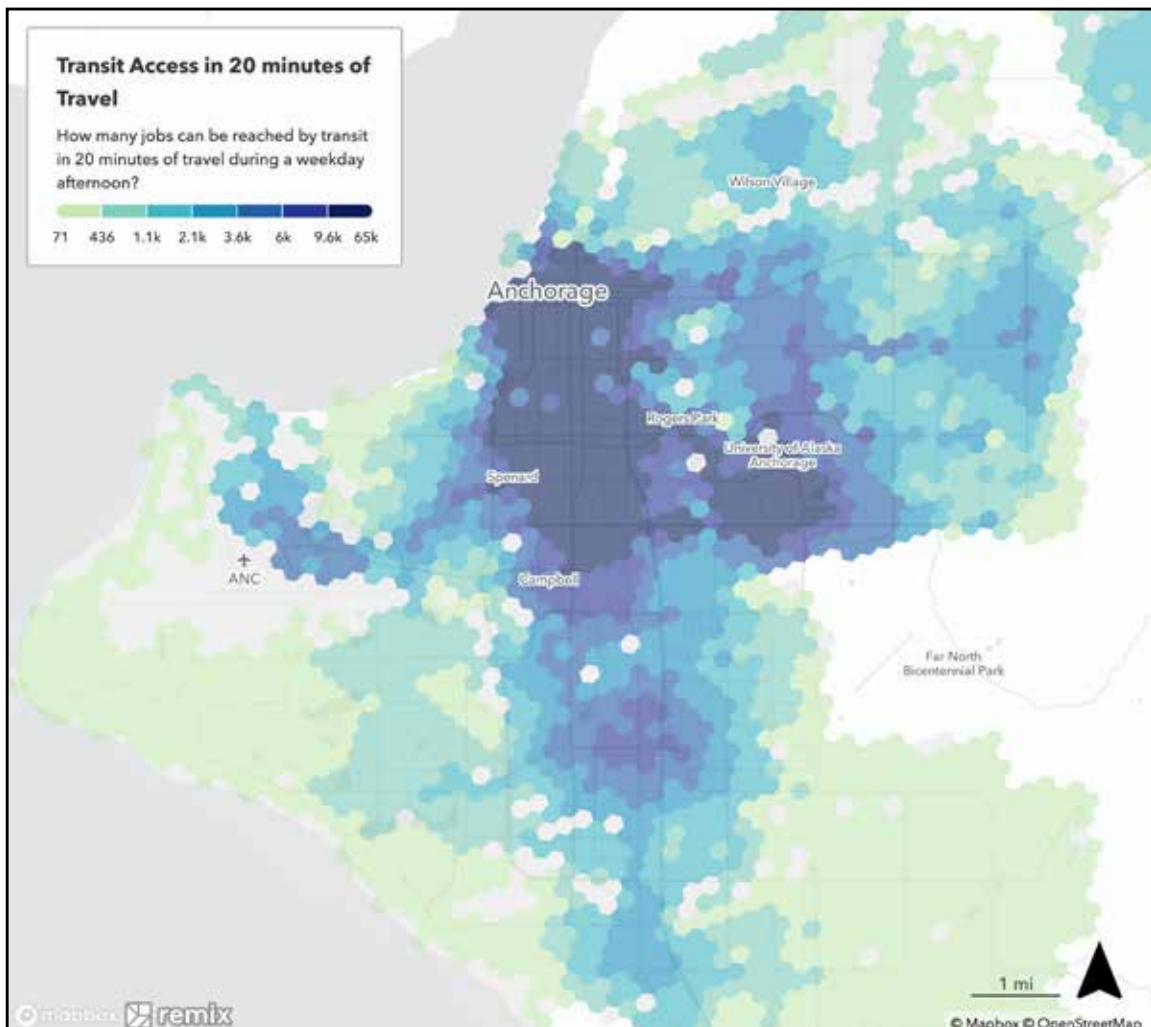 Transit Access in 20 minutes of
Travel
How many jobs can be reached by transit
in 20 minutes of travel during a weekday
afternoon?
71 436 1.1k 2.1k 3.6k 6k 9.6k 65k
Wilson Village
Anchorage
Rogers Park
University of Alaska
Anchorage
Spenard
ANC
Campbell
Far North
Bicentennial Park
1 mi
mapbox remix
© Mapbox © OpenStreetMap